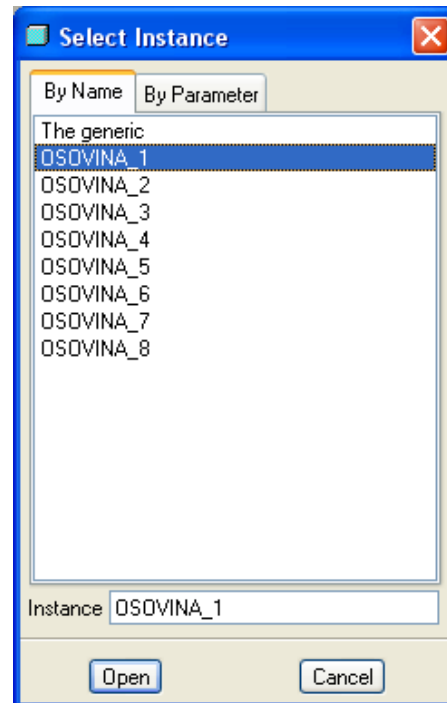 Select Instance
By Name By Parameter
The generic
OSOVINA_1
OSOVINA_2
OSOVINA_3
OSOVINA_4
OSOVINA_5
OSOVINA_6
OSOVINA_7
OSOVINA_8
Instance OSOVINA_1
Open Cancel